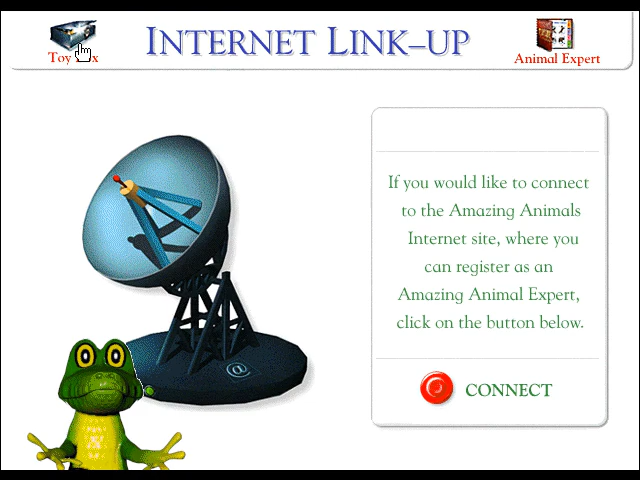 INTERNET LINK–UP
Toy x
Animal Expert
If you would like to connect
to the Amazing Animals
Internet site, where you
can register as an
Amazing Animal Expert,
click on the button below.
@
CONNECT